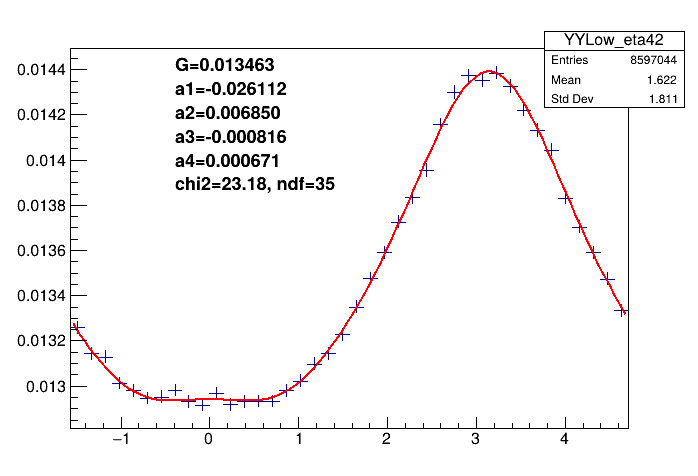 YYLow_eta42
Entries 8597044
Mean 1.622
Std Dev 1.811
G=0.013463
a1=-0.026112
a2=0.006850
a3=-0.000816
a4=0.000671
chi2=23.18, ndf=35
0.0144
0.0142
0.014
0.0138
0.0136
0.0134
0.0132
0.013
−1 0 1 2 3 4